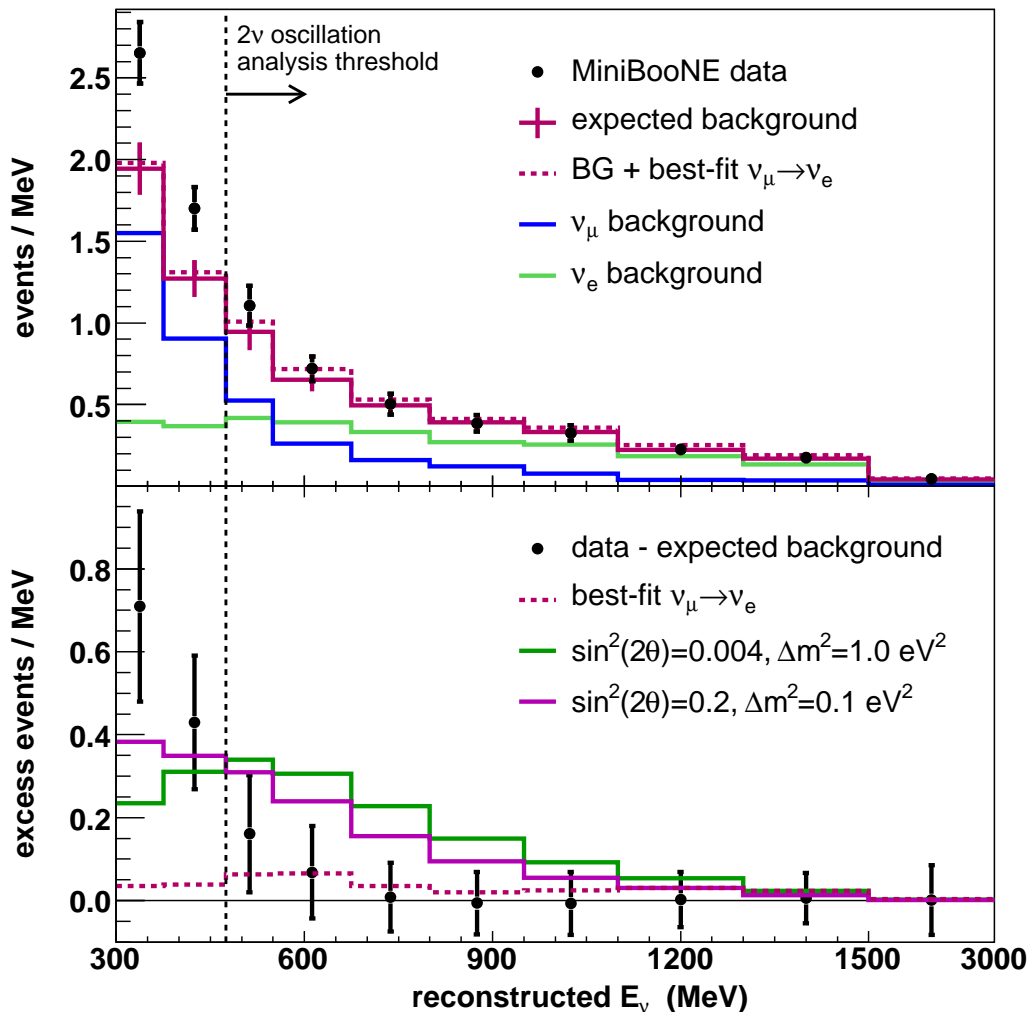 2ν oscillation
analysis threshold
MiniBooNE data
expected background
BG + best-fit νμ→νe
νμ background
νe background
events / MeV
2.5
2.0
1.5
1.0
0.5
data - expected background
best-fit νμ→νe
sin²(2θ)=0.004, Δm²=1.0 eV²
sin²(2θ)=0.2, Δm²=0.1 eV²
excess events / MeV
0.8
0.6
0.4
0.2
0.0
300 600 900 1200 1500 3000
reconstructed Eν (MeV)